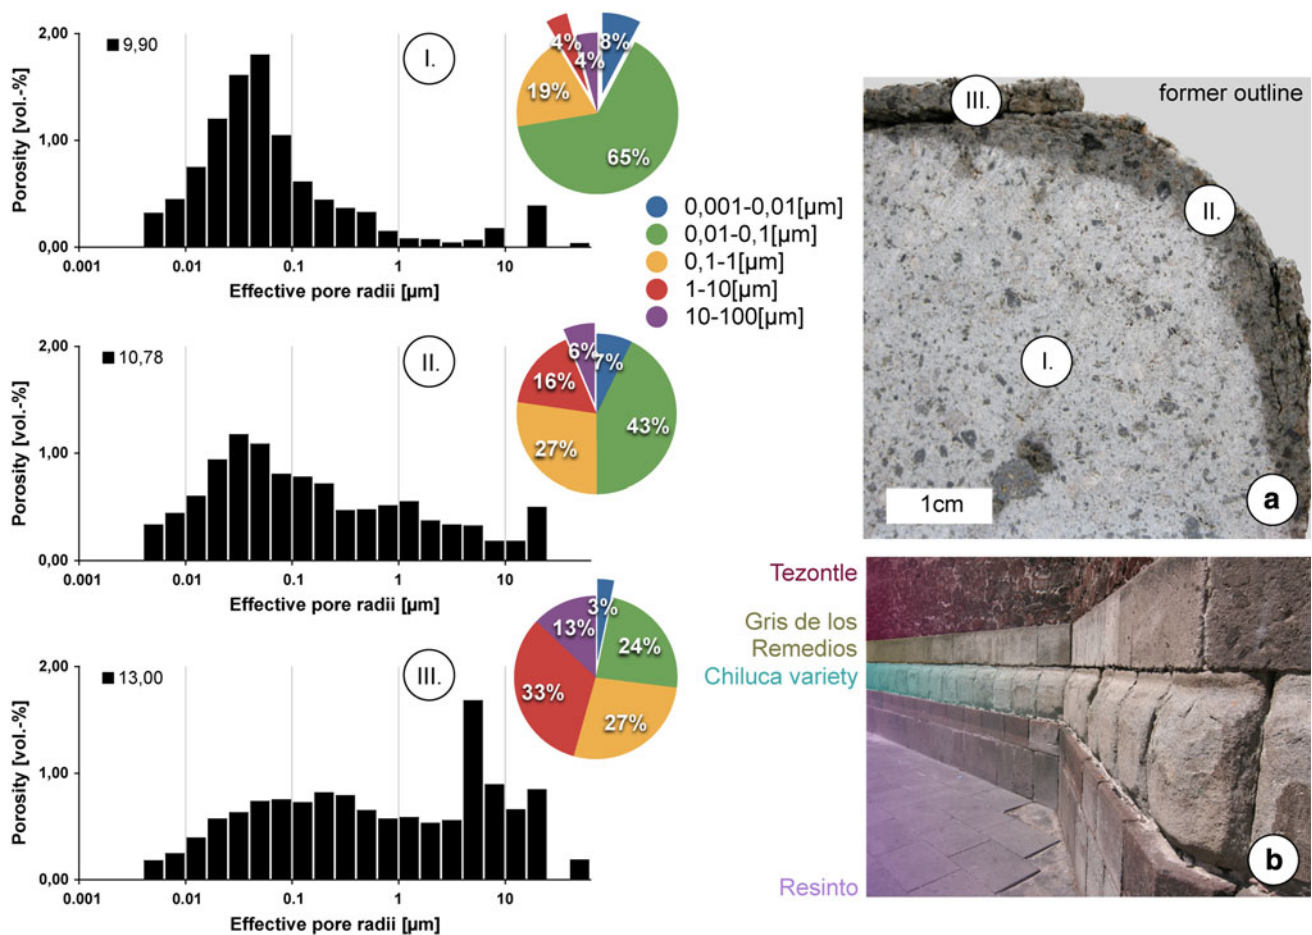 2,00
9,90
I.
Porosity [vol.-%]
1,00
0,00
0.001
0.01
0.1
1
10
Effective pore radii [µm]
8%
65%
19%
4%
4%
0,001-0,01[µm]
0,01-0,1[µm]
0,1-1[µm]
1-10[µm]
10-100[µm]
2,00
10,78
II.
Porosity [vol.-%]
1,00
0,00
0.001
0.01
0.1
1
10
Effective pore radii [µm]
7%
43%
27%
16%
6%
2,00
13,00
III.
Porosity [vol.-%]
1,00
0,00
0.001
0.01
0.1
1
10
Effective pore radii [µm]
3%
24%
27%
33%
13%
former outline
III.
II.
I.
1cm
a
Tezontle
Gris de los
Remedios
Chiluca variety
Resinto
b